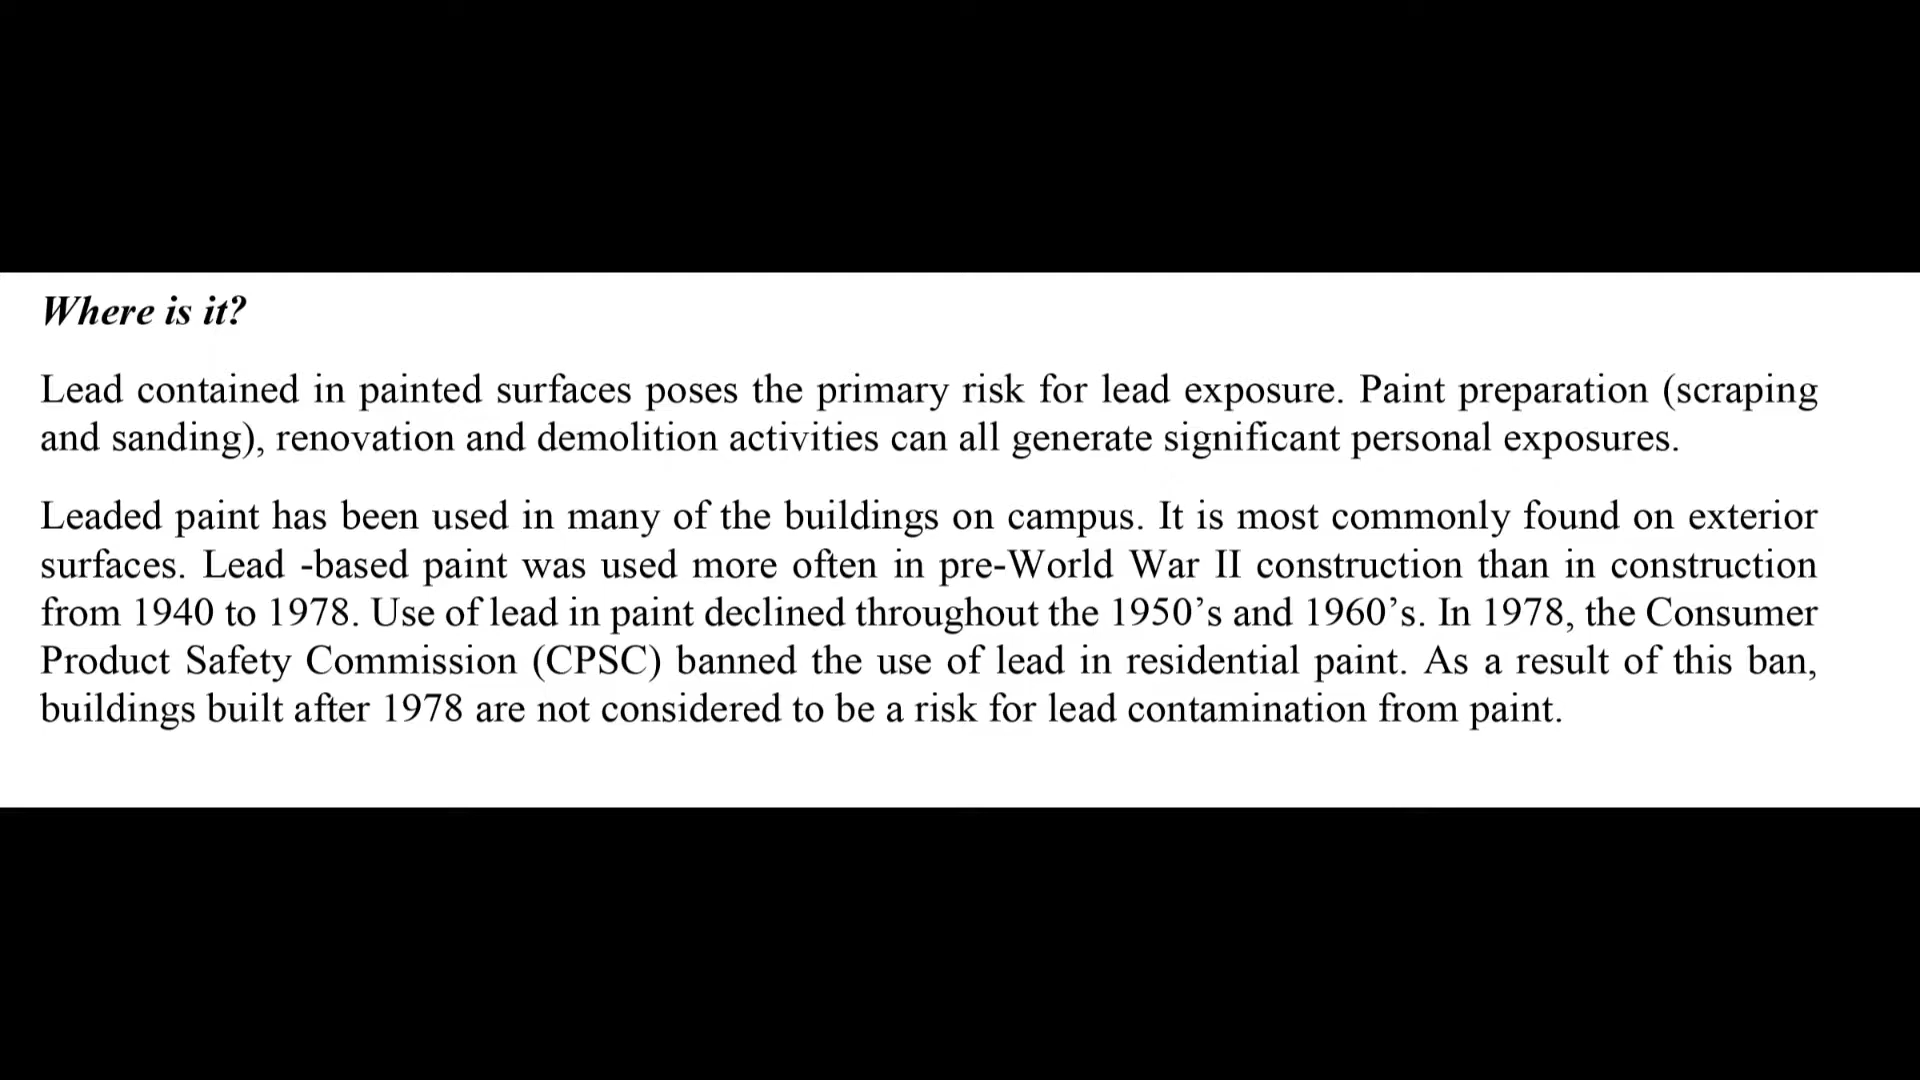 Where is it?
Lead contained in painted surfaces poses the primary risk for lead exposure. Paint preparation (scraping
and sanding), renovation and demolition activities can all generate significant personal exposures.
Leaded paint has been used in many of the buildings on campus. It is most commonly found on exterior
surfaces. Lead -based paint was used more often in pre-World War II construction than in construction
from 1940 to 1978. Use of lead in paint declined throughout the 1950’s and 1960’s. In 1978, the Consumer
Product Safety Commission (CPSC) banned the use of lead in residential paint. As a result of this ban,
buildings built after 1978 are not considered to be a risk for lead contamination from paint.